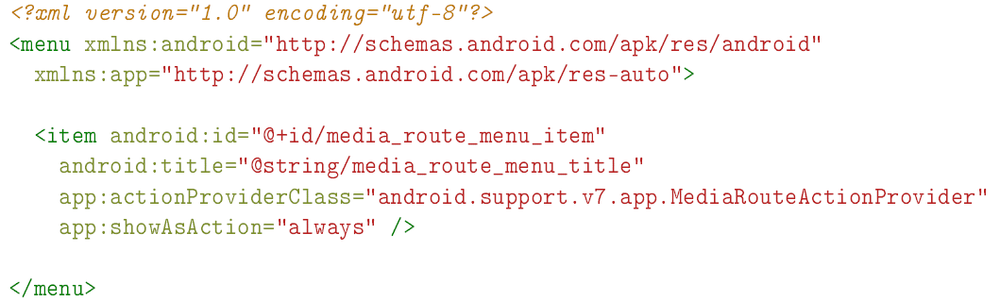 <?xml version="1.0" encoding="utf-8"?>
<menu xmlns:android="http://schemas.android.com/apk/res/android"
  xmlns:app="http://schemas.android.com/apk/res-auto">

  <item android:id="@+id/media_route_menu_item"
    android:title="@string/media_route_menu_title"
    app:actionProviderClass="android.support.v7.app.MediaRouteActionProvider"
    app:showAsAction="always" />

</menu>